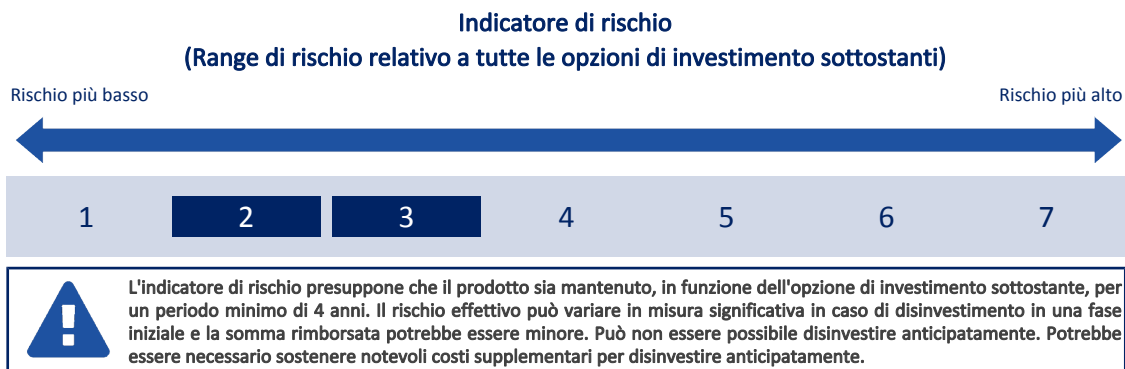 Indicatore di rischio
(Range di rischio relativo a tutte le opzioni di investimento sottostanti)
Rischio più basso Rischio più alto
1 2 3 4 5 6 7
L'indicatore di rischio presuppone che il prodotto sia mantenuto, in funzione dell'opzione di investimento sottostante, per
un periodo minimo di 4 anni. Il rischio effettivo può variare in misura significativa in caso di disinvestimento in una fase
iniziale e la somma rimborsata potrebbe essere minore. Può non essere possibile disinvestire anticipatamente. Potrebbe
essere necessario sostenere notevoli costi supplementari per disinvestire anticipatamente.